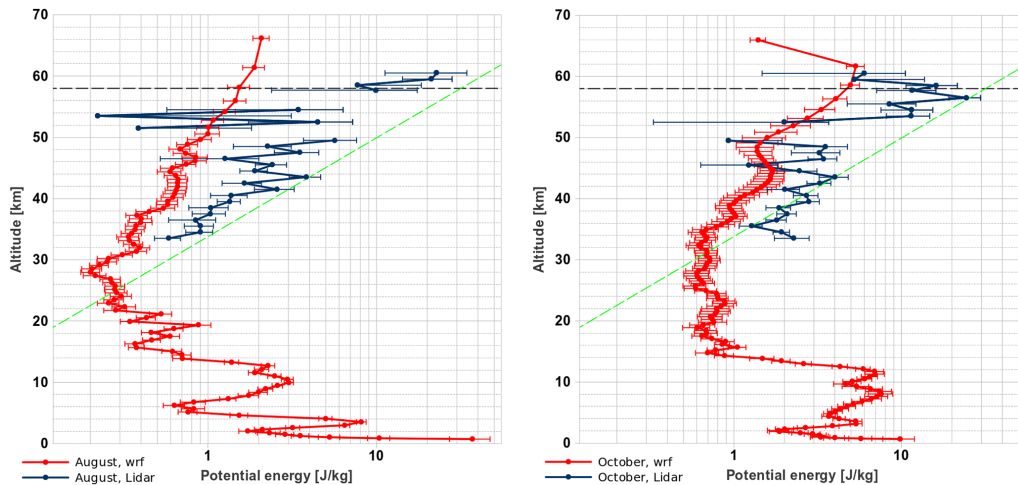 70
60
50
40
30
20
10
0
Altitude [km]
1
10
Potential energy [J/kg]
August, wrf
August, Lidar
70
60
50
40
30
20
10
0
Altitude [km]
1
10
Potential energy [J/kg]
October, wrf
October, Lidar